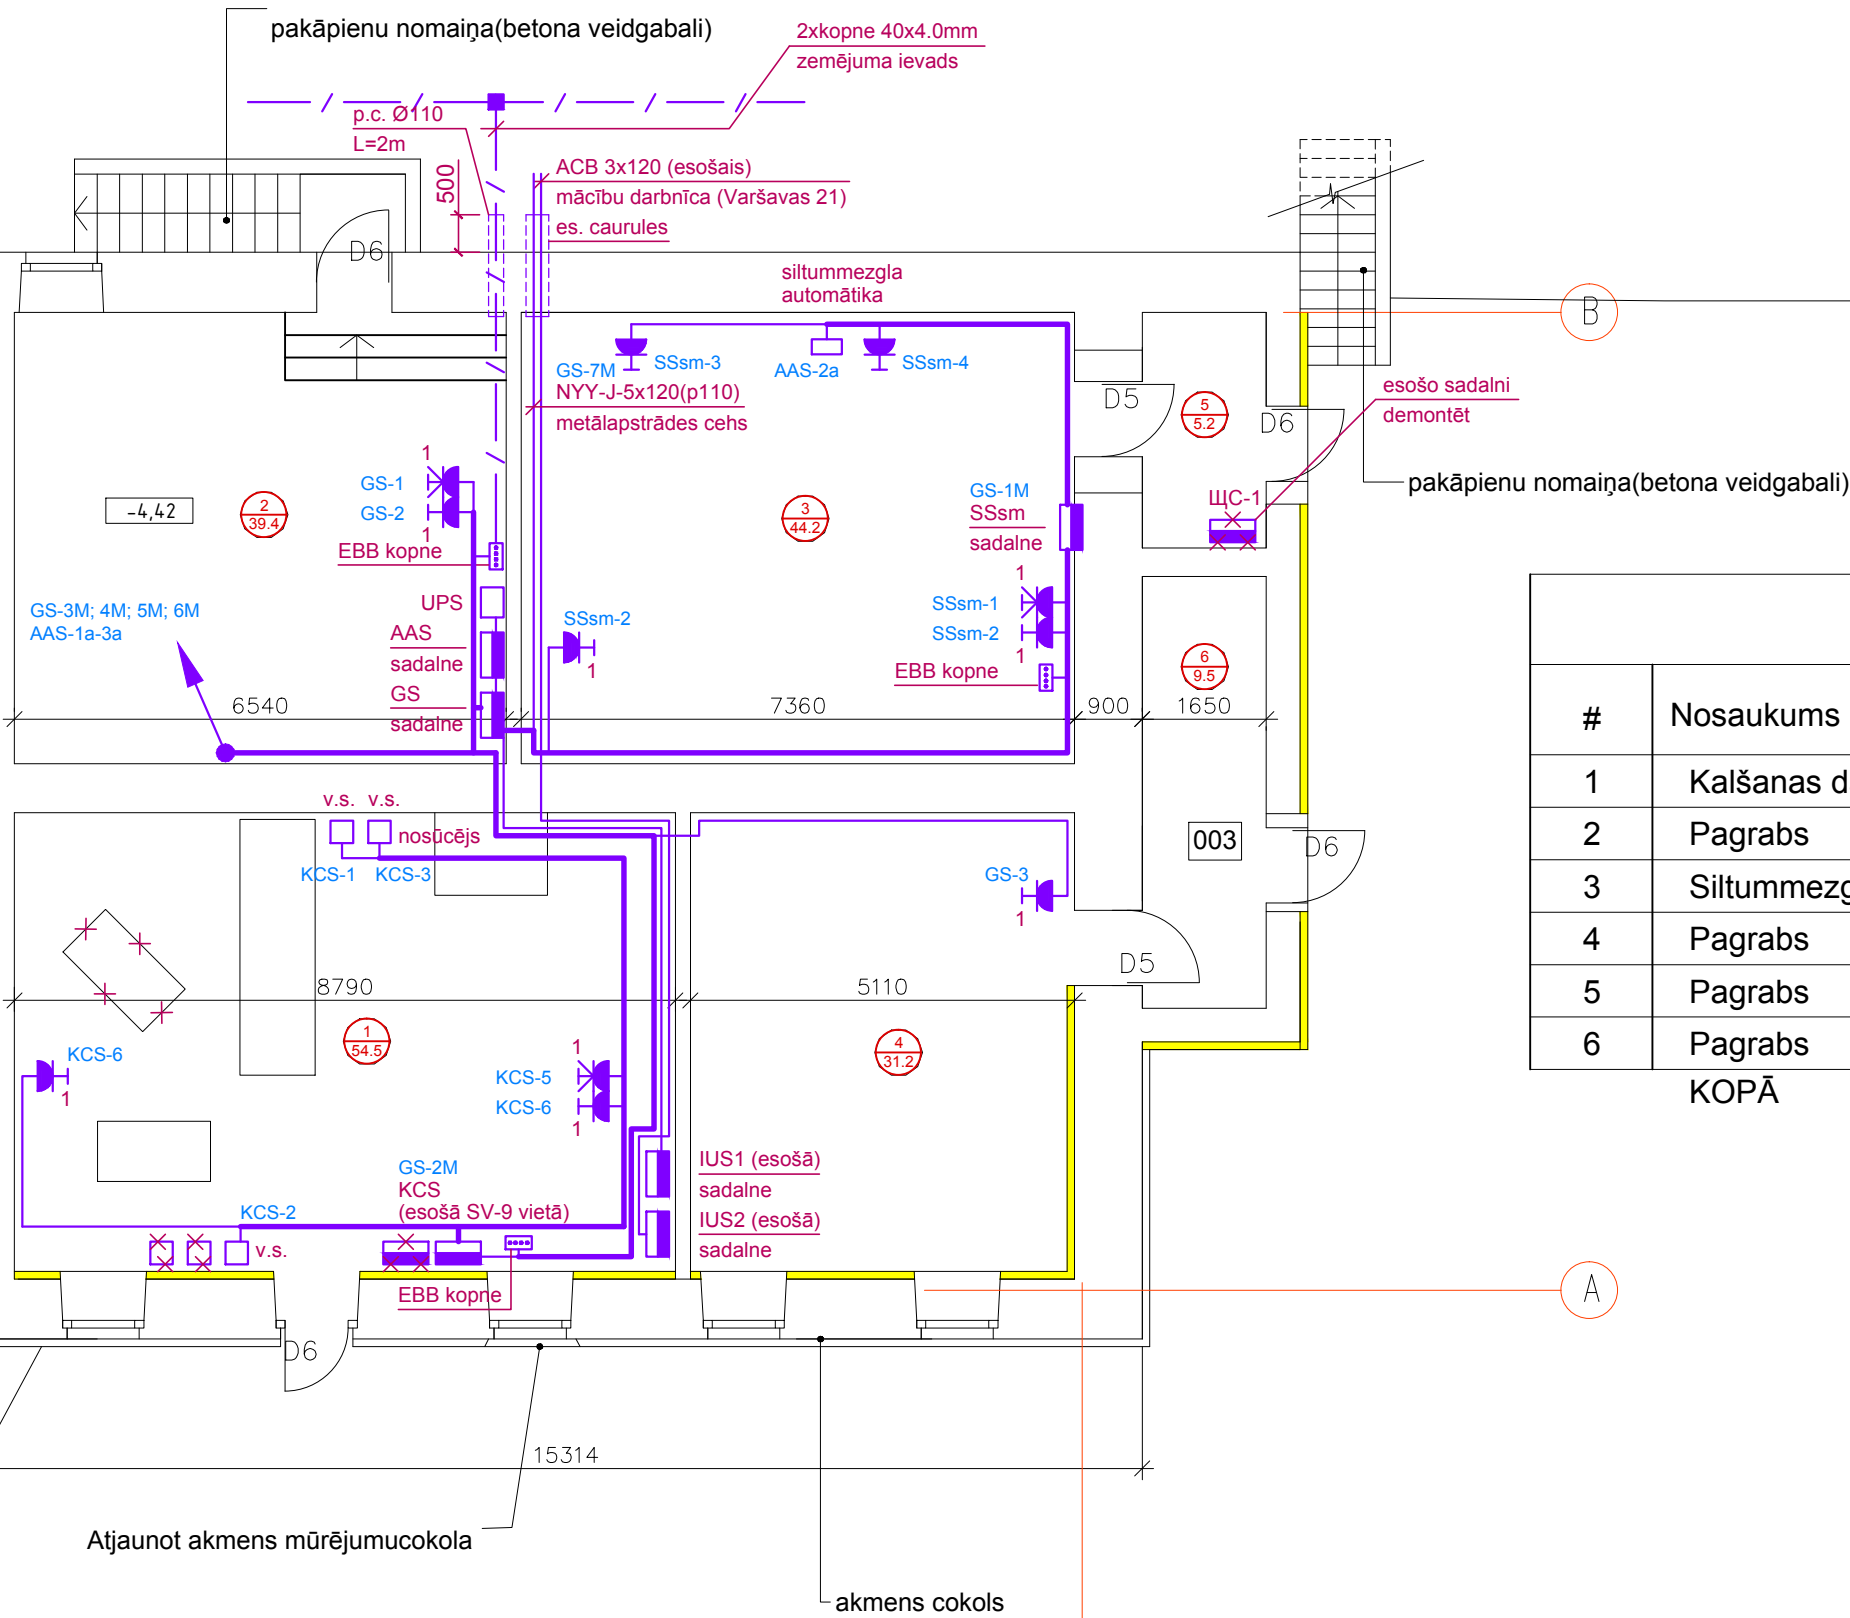 pakāpienu nomaiņa(betona veidgabali)
2xkopne 40x4.0mm
zemējuma ievads
p.c. Ø110
L=2m
500
ACB 3x120 (esošais)
mācību darbnīca (Varšavas 21)
es. caurules
D6
siltummezgla
automātika
B
GS-7M
SSsm-3
AAS-2a
SSsm-4
NYY-J-5x120(p110)
metālapstrādes cehs
D5
5
5.2
D6
esošo sadalni
demontēt
pakāpienu nomaiņa(betona veidgabali)
1
GS-1
GS-2
1
-4,42
2
39.4
3
44.2
GS-1M
SSsm
sadalne
ЩС-1
EBB kopne
UPS
AAS
sadalne
GS
sadalne
GS-3M; 4M; 5M; 6M
AAS-1a-3a
SSsm-2
1
1
SSsm-1
SSsm-2
1
EBB kopne
6
9.5
6540
7360
900
1650
# Nosaukums
1 Kalšanas d
2 Pagrabs
3 Siltummezg
4 Pagrabs
5 Pagrabs
6 Pagrabs
KOPĀ
v.s. v.s.
nosūcējs
KCS-1 KCS-3
GS-3
1
003
D6
D5
8790
5110
1
54.5
4
31.2
KCS-6
1
1
KCS-5
KCS-6
1
GS-2M
KCS
(esošā SV-9 vietā)
KCS-2
v.s.
EBB kopne
IUS1 (esošā)
sadalne
IUS2 (esošā)
sadalne
A
D6
15314
Atjaunot akmens mūrējumucokola
akmens cokols